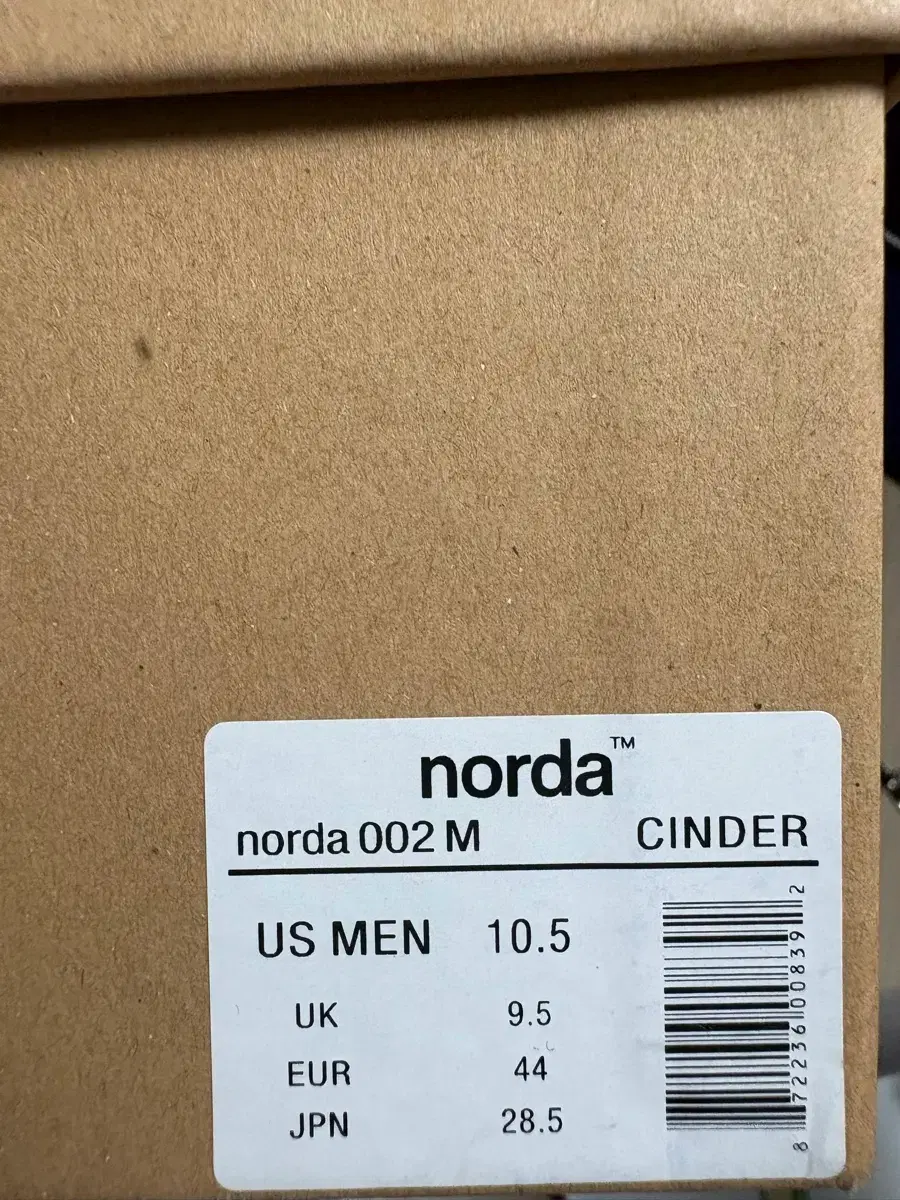 norda™
norda 002 M CINDER
US MEN 10.5
UK 9.5
EUR 44
JPN 28.5
8 72236 00839 2